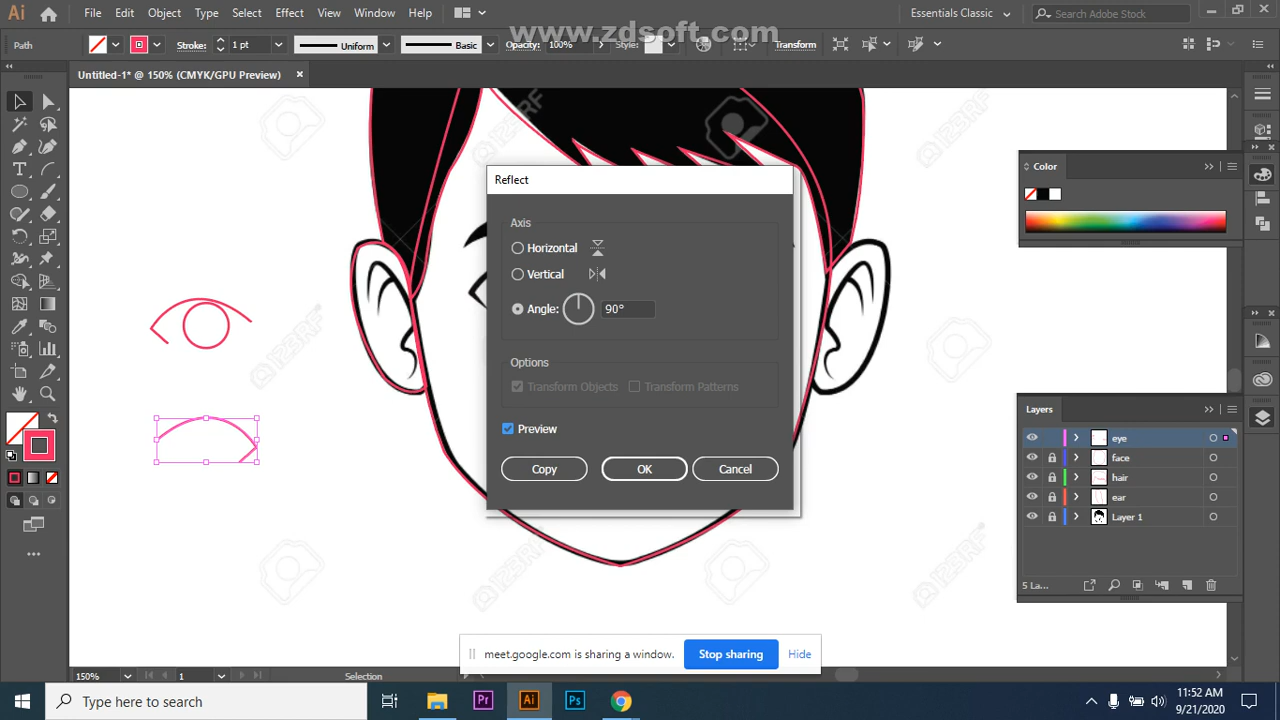 Ai File Edit Object Type Select Effect View Window Help Essentials Classic Search Adobe Stock
www.zdsoft.com
Path Stroke: 1 pt Uniform Basic Opacity: 100% Style: Transform
Untitled-1* @ 150% (CMYK/GPU Preview)
123RF
Reflect
Axis
Horizontal
Vertical
Angle: 90°
Options
Transform Objects Transform Patterns
Preview
Copy OK Cancel
Color
Layers
eye
face
hair
ear
Layer 1
5 La...
meet.google.com is sharing a window. Stop sharing Hide
150% 1 Selection
Type here to search Pr Ai Ps 11:52 AM
9/21/2020